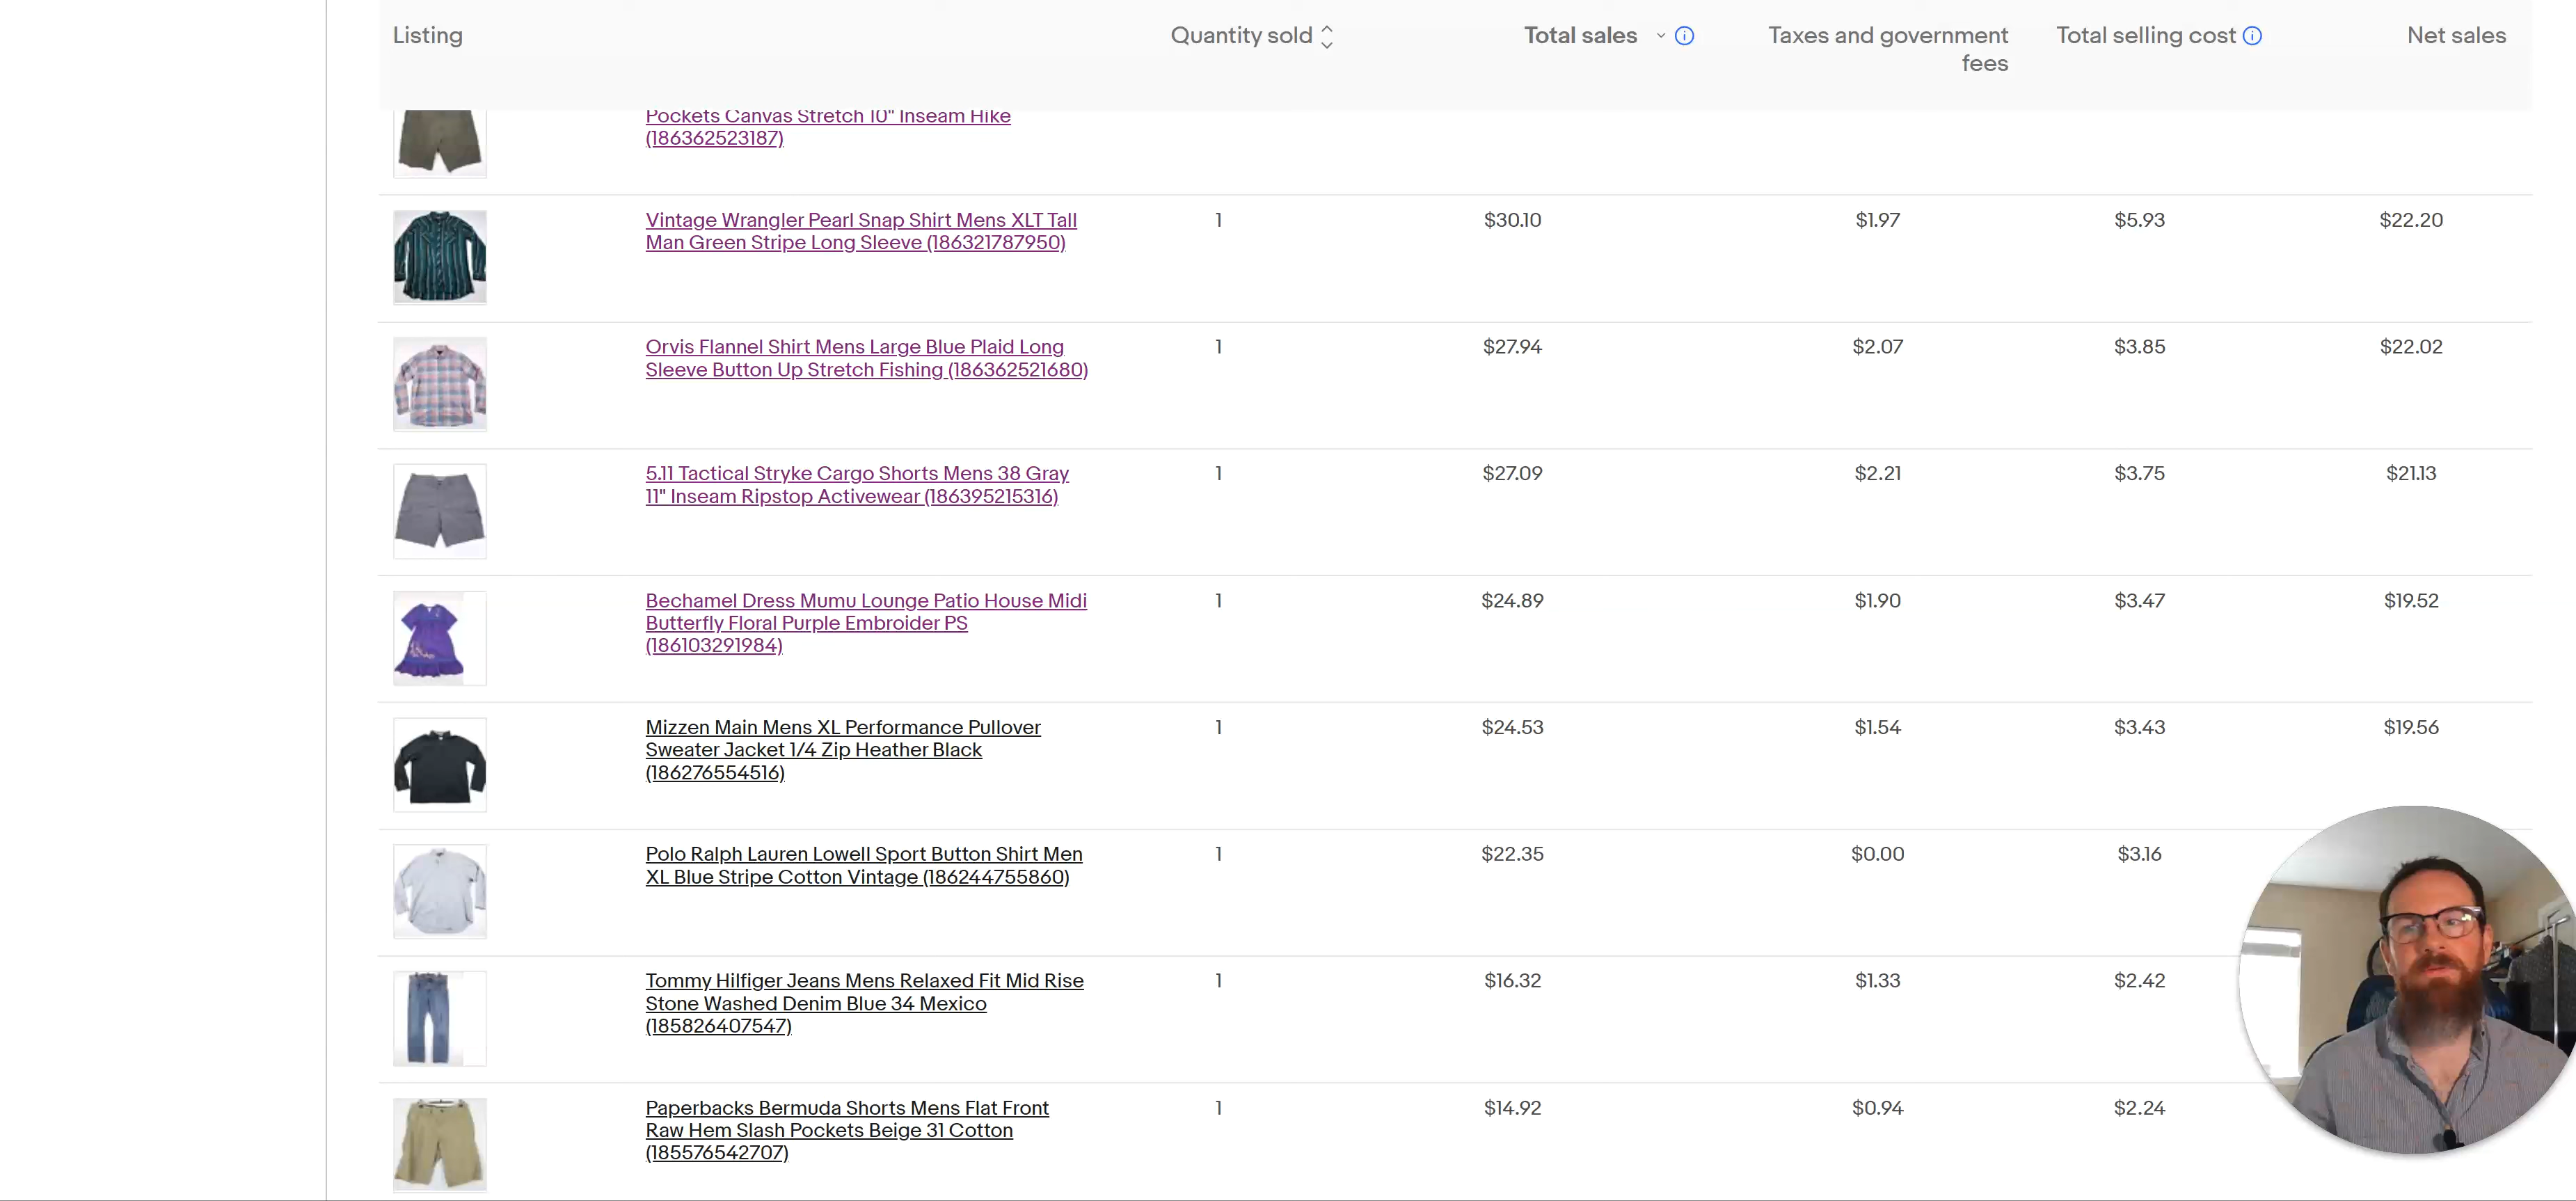 Listing
Quantity sold
Total sales
Taxes and government
fees
Total selling cost
Net sales
Pockets Canvas Stretch 10" Inseam Hike
(186362523187)
Vintage Wrangler Pearl Snap Shirt Mens XLT Tall
Man Green Stripe Long Sleeve (186321787950)
1
$30.10
$1.97
$5.93
$22.20
Orvis Flannel Shirt Mens Large Blue Plaid Long
Sleeve Button Up Stretch Fishing (186362521680)
1
$27.94
$2.07
$3.85
$22.02
5.11 Tactical Stryke Cargo Shorts Mens 38 Gray
11" Inseam Ripstop Activewear (186395215316)
1
$27.09
$2.21
$3.75
$21.13
Bechamel Dress Mumu Lounge Patio House Midi
Butterfly Floral Purple Embroider PS
(186103291984)
1
$24.89
$1.90
$3.47
$19.52
Mizzen Main Mens XL Performance Pullover
Sweater Jacket 1/4 Zip Heather Black
(186276554516)
1
$24.53
$1.54
$3.43
$19.56
Polo Ralph Lauren Lowell Sport Button Shirt Men
XL Blue Stripe Cotton Vintage (186244755860)
1
$22.35
$0.00
$3.16
Tommy Hilfiger Jeans Mens Relaxed Fit Mid Rise
Stone Washed Denim Blue 34 Mexico
(185826407547)
1
$16.32
$1.33
$2.42
Paperbacks Bermuda Shorts Mens Flat Front
Raw Hem Slash Pockets Beige 31 Cotton
(185576542707)
1
$14.92
$0.94
$2.24